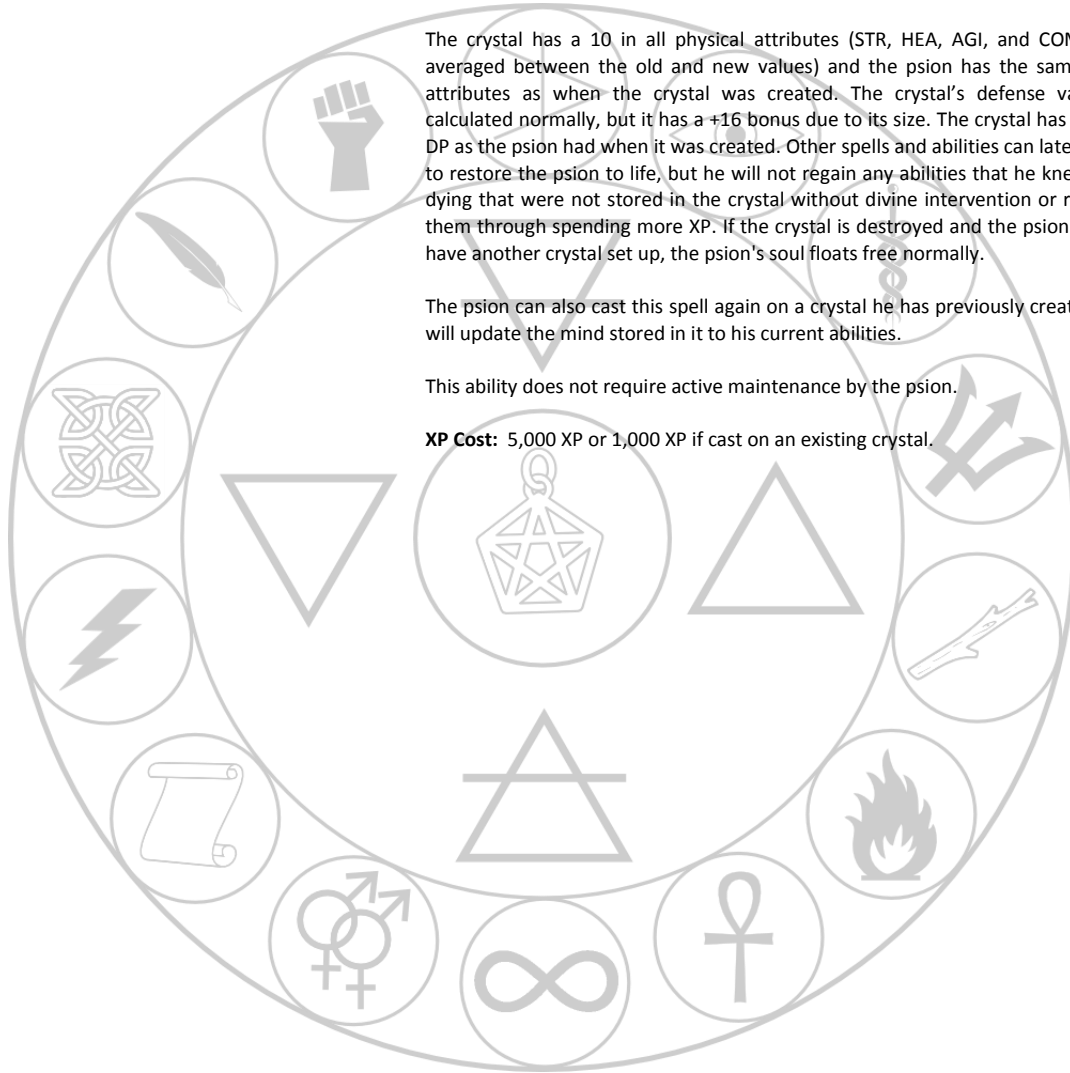 The crystal has a 10 in all physical attributes (STR, HEA, AGI, and
averaged between the old and new values) and the psion has the
attributes as when the crystal was created. The crystal's defense
calculated normally, but it has a +16 bonus due to its size. The crystal has
DP as the psion had when it was created. Other spells and abilities can
to restore the psion to life, but he will not regain any abilities that he
dying that were not stored in the crystal without divine intervention or
them through spending more XP. If the crystal is destroyed and the psion
have another crystal set up, the psion's soul floats free normally.
The psion can also cast this spell again on a crystal he has previously
will update the mind stored in it to his current abilities.
This ability does not require active maintenance by the psion.
XP Cost: 5,000 XP or 1,000 XP if cast on an existing crystal.